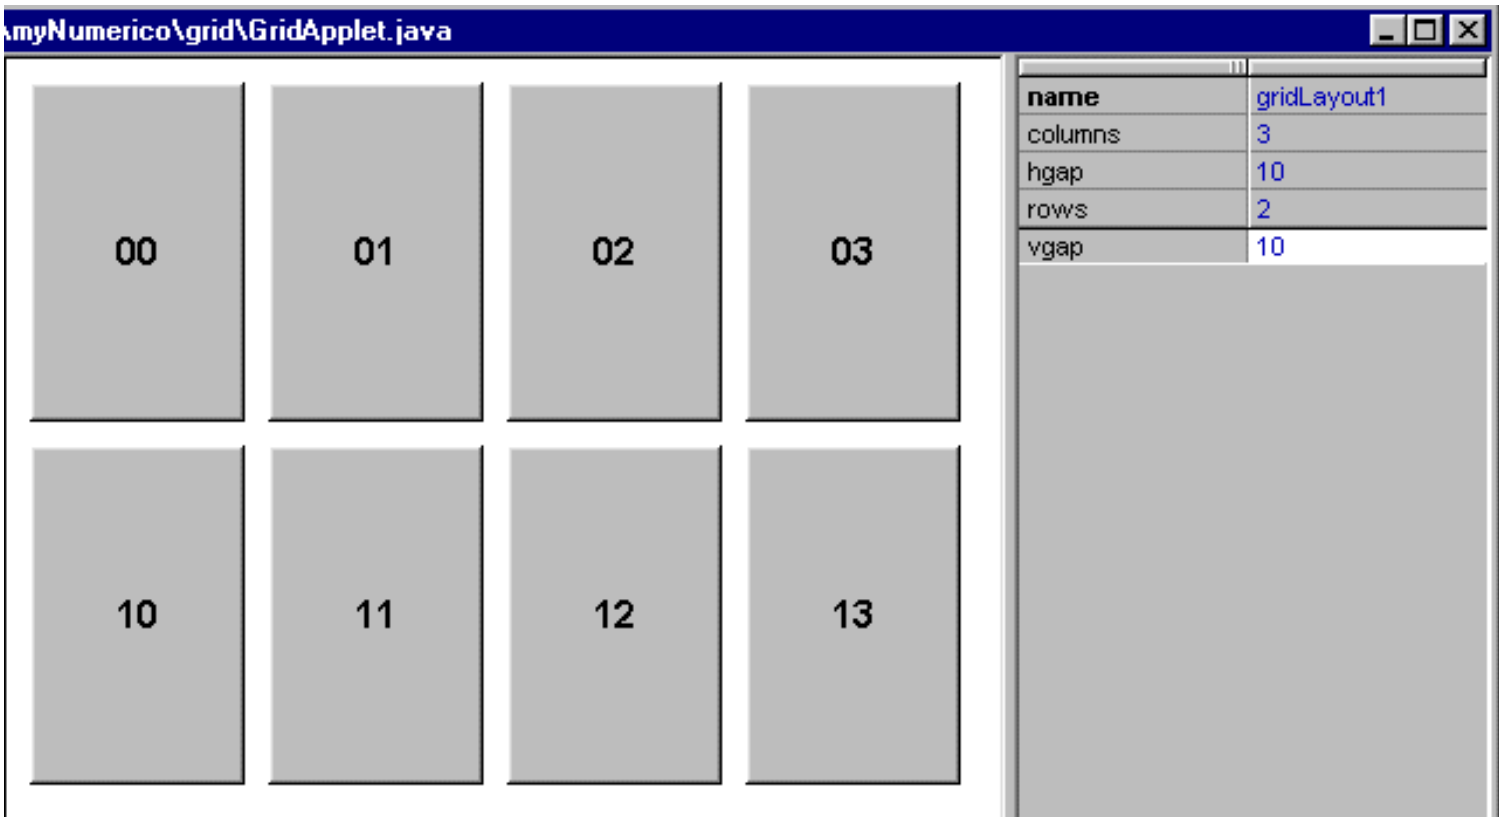 \myNumerico\grid\GridApplet.java
name gridLayout1
columns 3
hgap 10
rows 2
vgap 10
00 01 02 03
10 11 12 13